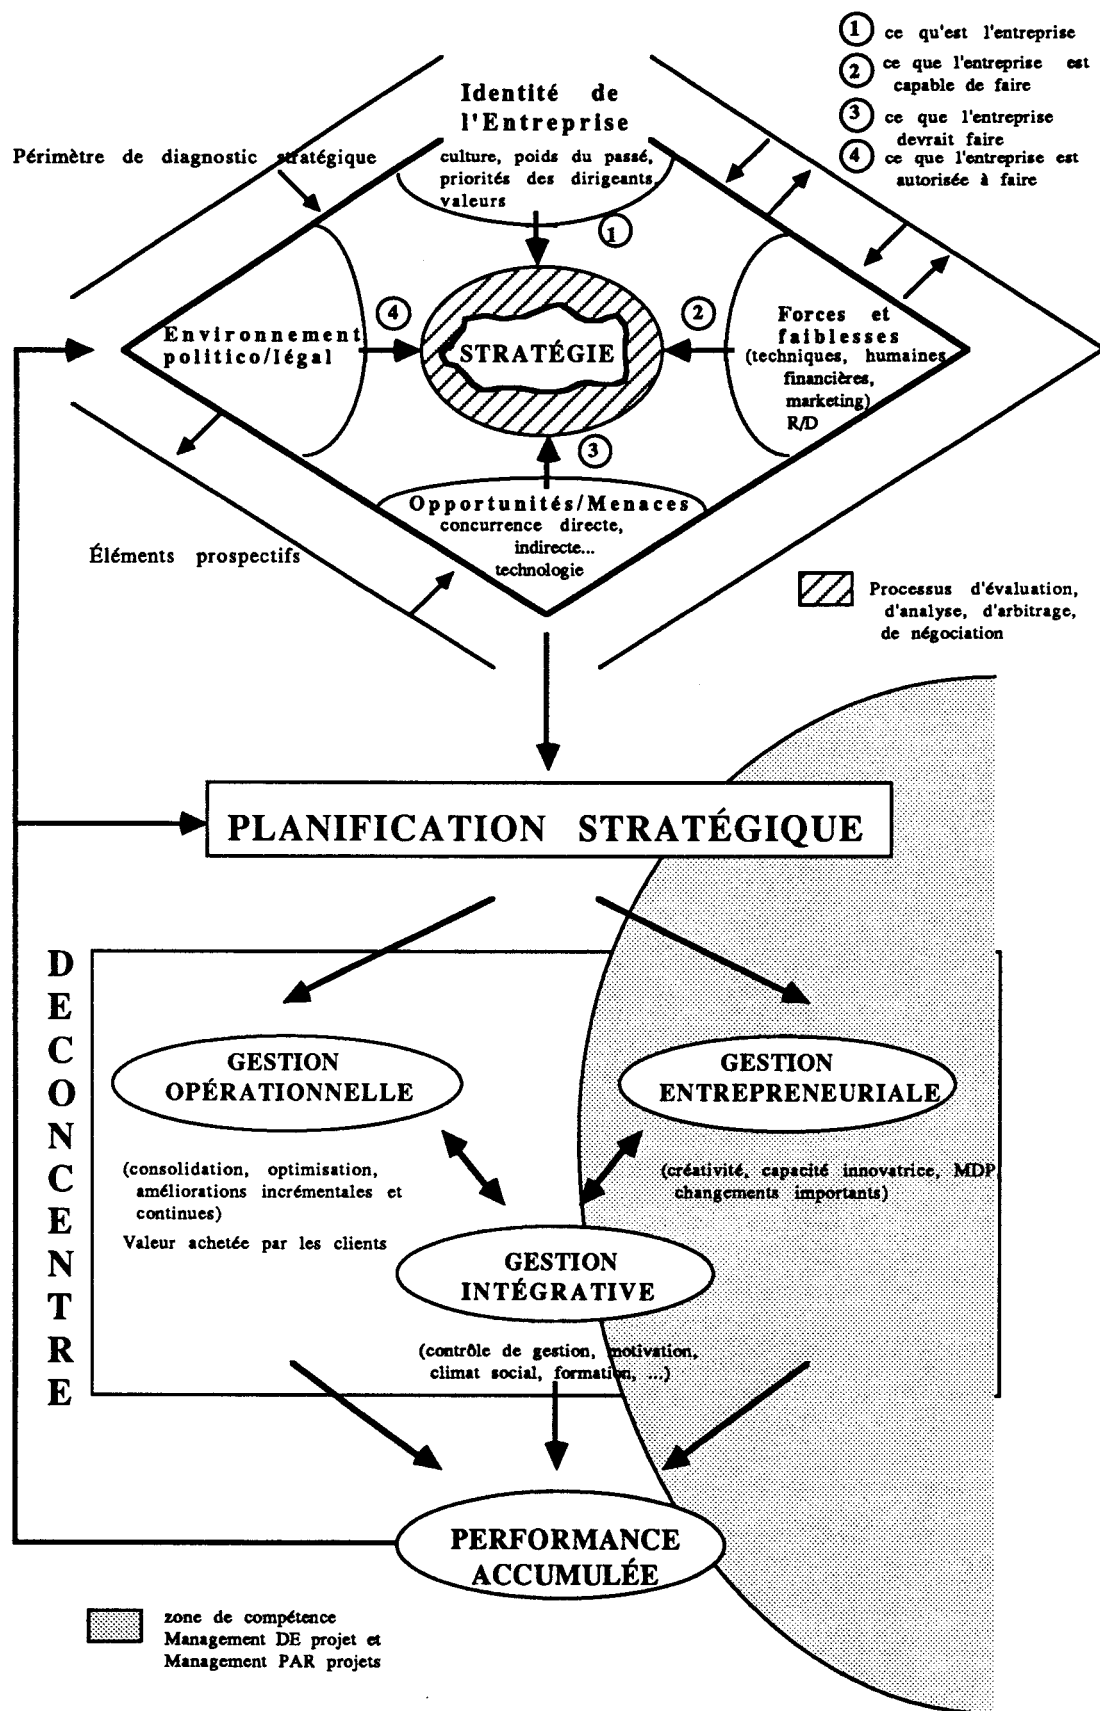 1 ce qu'est l'entreprise
2 ce que l'entreprise est
capable de faire
3 ce que l'entreprise
devrait faire
4 ce que l'entreprise est
autorisée à faire
Identité de
l'Entreprise
culture, poids du passé,
priorités des dirigeants,
valeurs
Périmètre de diagnostic stratégique
1
4
2
3
Environnement
politico/légal
STRATÉGIE
Forces et
faiblesses
(techniques, humaines,
financières,
marketing)
R/D
Opportunités/Menaces
concurrence directe,
indirecte...
technologie
Éléments prospectifs
Processus d'évaluation,
d'analyse, d'arbitrage,
de négociation
PLANIFICATION STRATÉGIQUE
DECONCENTRE
GESTION
OPÉRATIONNELLE
(consolidation, optimisation,
améliorations incrémentales et
continues)
Valeur achetée par les clients
GESTION
ENTREPRENEURIALE
(créativité, capacité innovatrice, MDP,
changements importants)
GESTION
INTÉGRATIVE
(contrôle de gestion, motivation,
climat social, formation, ...)
PERFORMANCE
ACCUMULÉE
zone de compétence
Management DE projet et
Management PAR projets